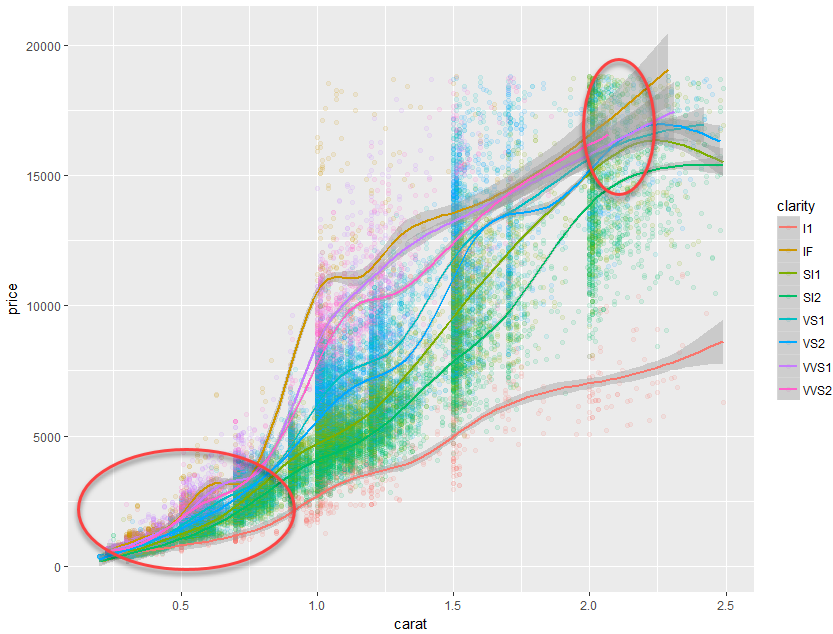 20000
15000
10000
5000
0
price
0.5 1.0 1.5 2.0 2.5
carat
clarity
I1
IF
SI1
SI2
VS1
VS2
VVS1
VVS2